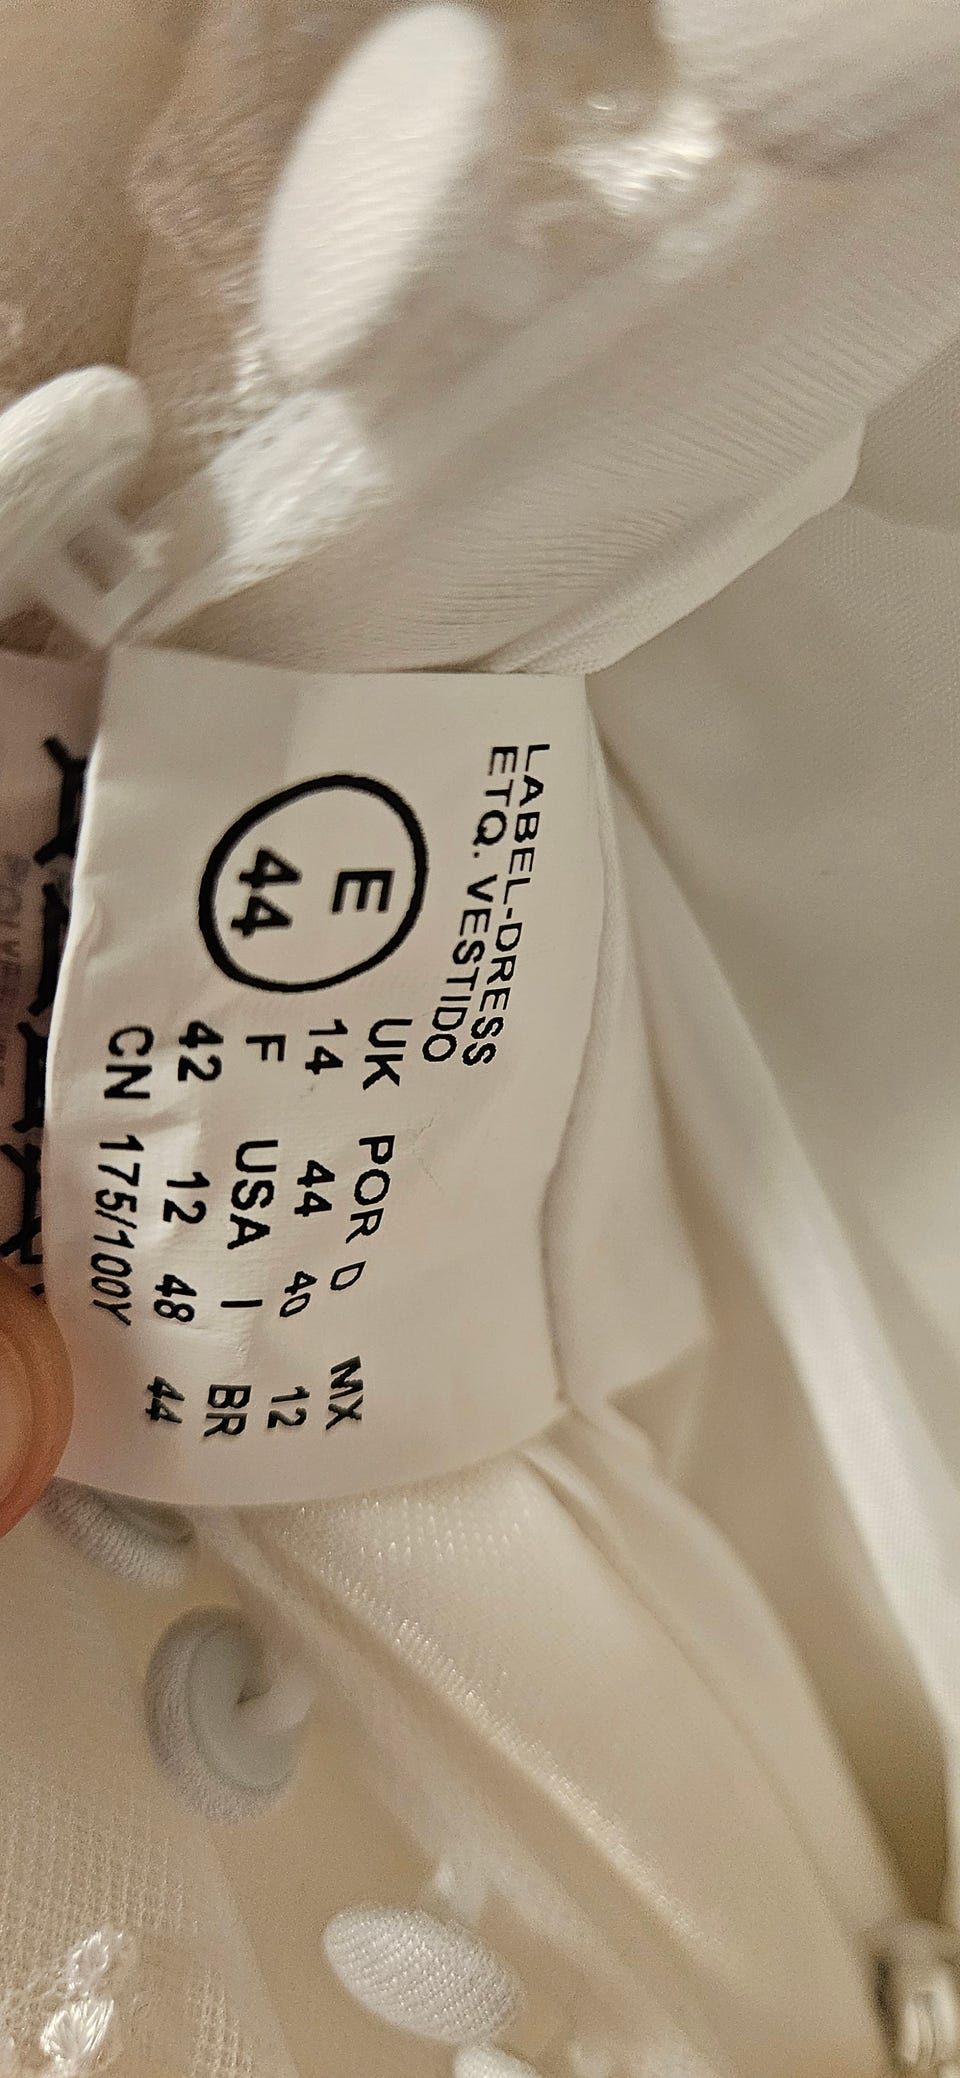 LABEL-DRESS
ETQ. VESTIDO
E
44
UK POR D MX
14 44 40 12
F USA I BR
42 12 48 44
CN 175/100Y